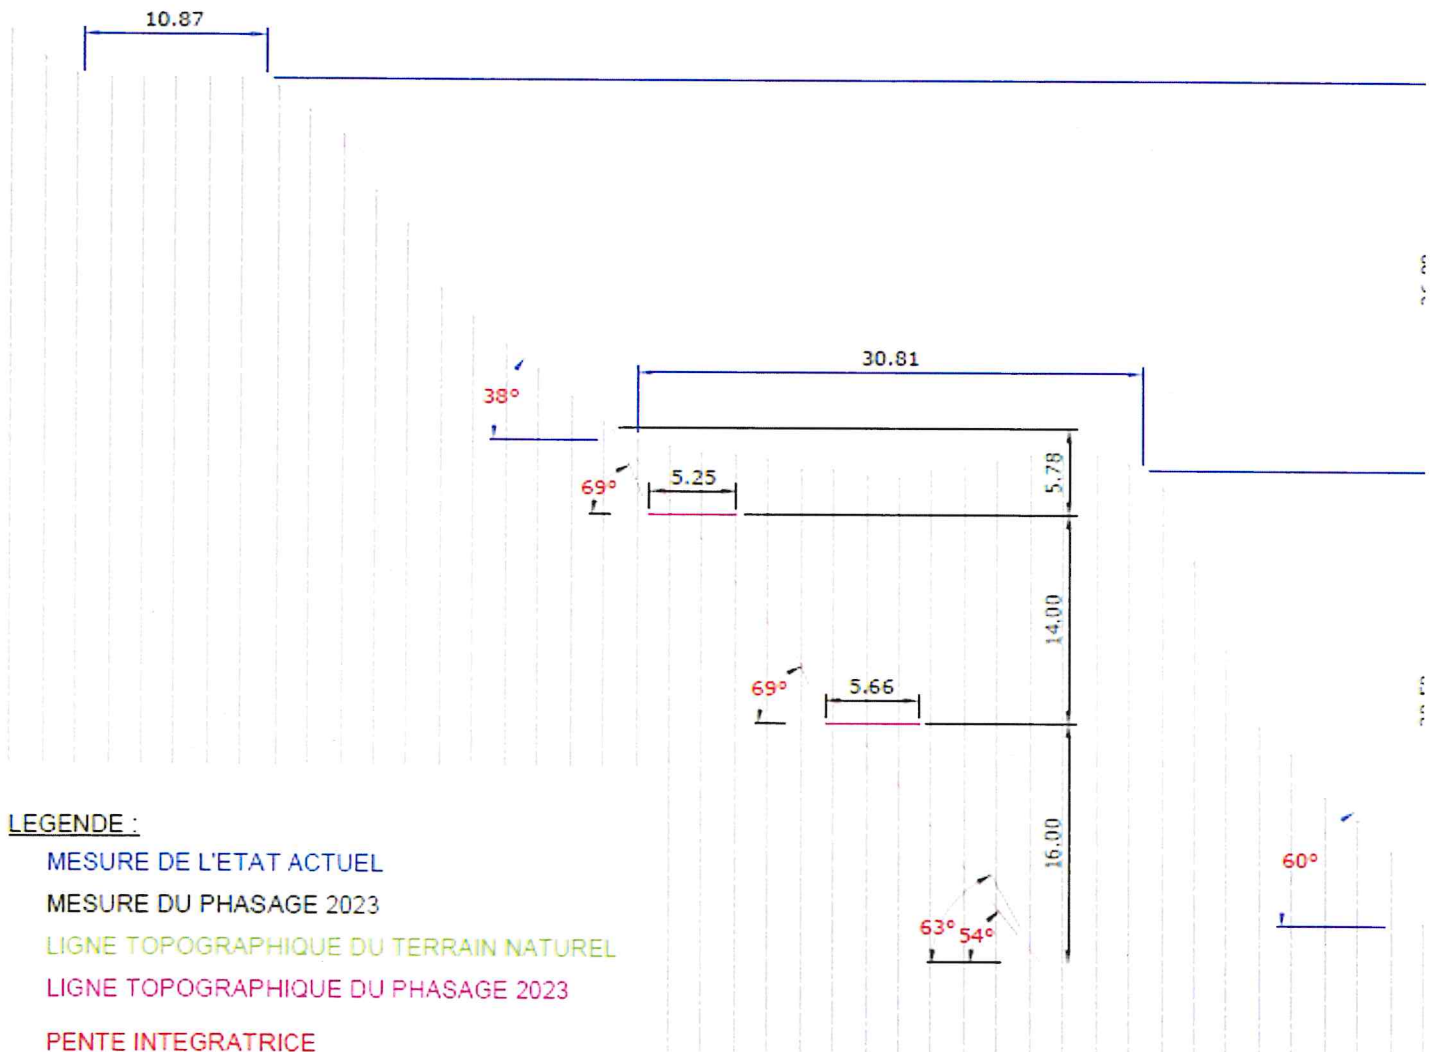 10.87
30.81
38°
5.78
69°
5.25
14.00
69°
5.66
16.00
63°
54°
60°
LEGENDE :
MESURE DE L'ETAT ACTUEL
MESURE DU PHASAGE 2023
LIGNE TOPOGRAPHIQUE DU TERRAIN NATUREL
LIGNE TOPOGRAPHIQUE DU PHASAGE 2023
PENTE INTEGRATRICE